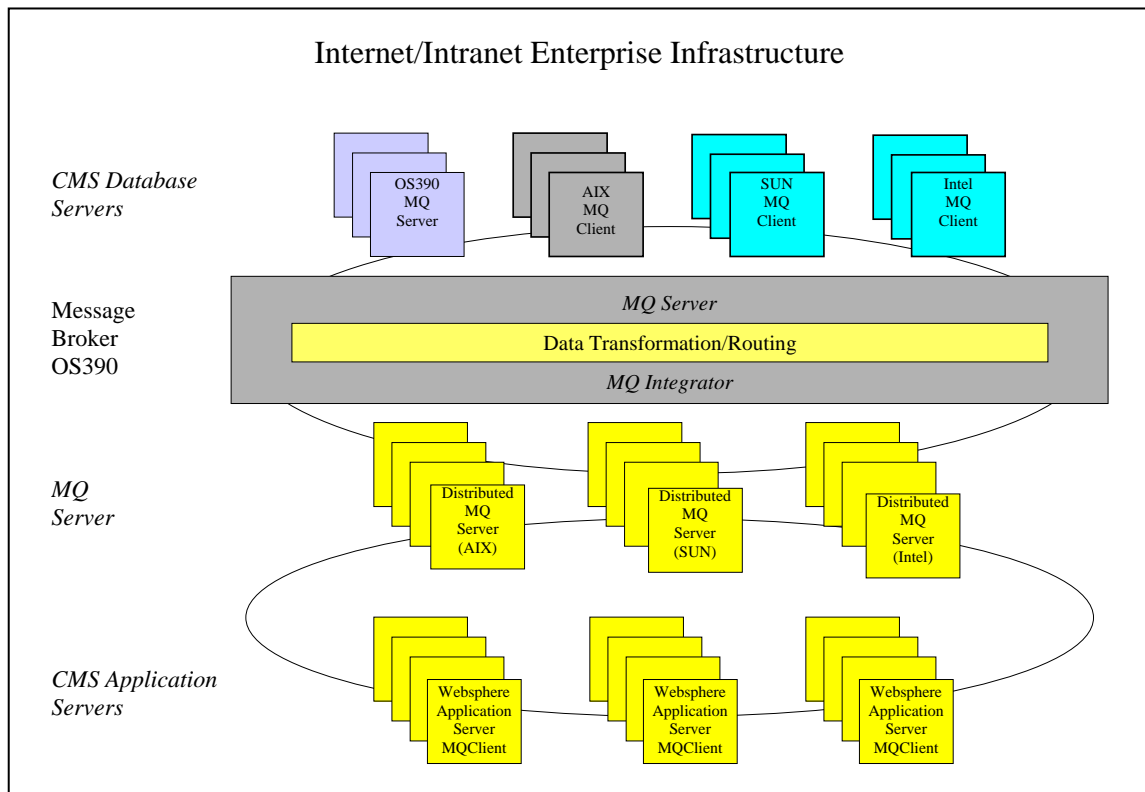 Internet/Intranet Enterprise Infrastructure
CMS Database
Servers
OS390
MQ
Server
AIX
MQ
Client
SUN
MQ
Client
Intel
MQ
Client
Message
Broker
OS390
MQ Server
Data Transformation/Routing
MQ Integrator
MQ
Server
Distributed
MQ
Server
(AIX)
Distributed
MQ
Server
(SUN)
Distributed
MQ
Server
(Intel)
CMS Application
Servers
Websphere
Application
Server
MQClient
Websphere
Application
Server
MQClient
Websphere
Application
Server
MQClient